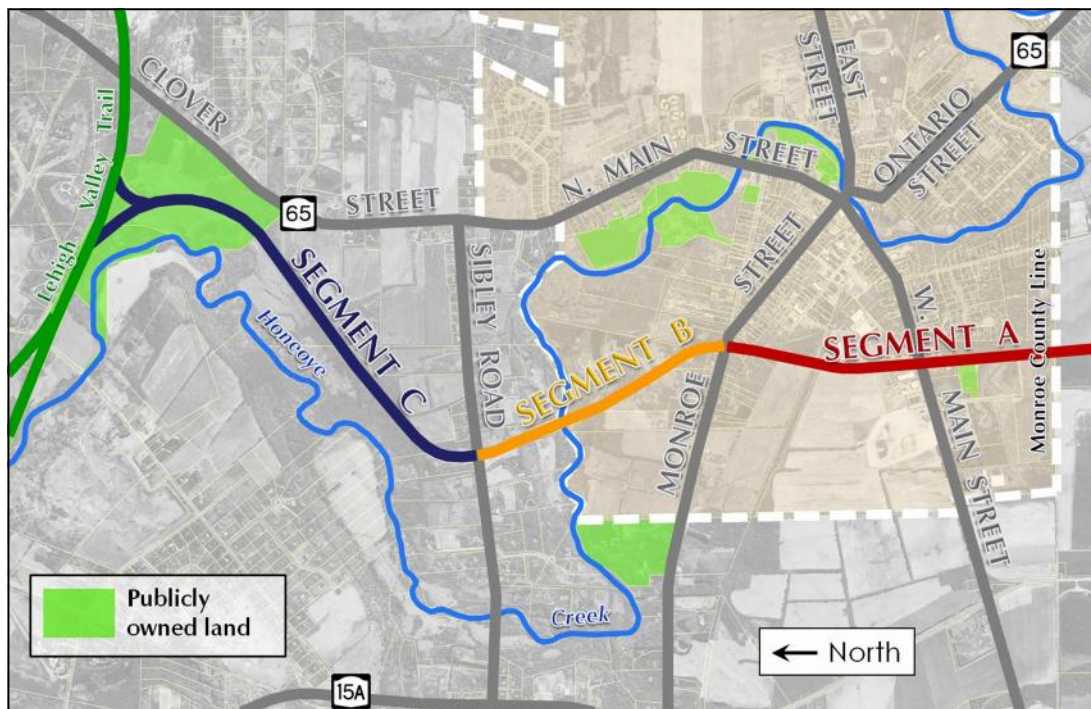 Lehigh Valley Trail
CLOVER
65
STREET
N. MAIN
STREET
EAST
STREET
ONTARIO
STREET
65
SEGMENT C
Honeoye
SIBLEY ROAD
SEGMENT B
STREET
MONROE
SEGMENT A
W.
MAIN STREET
Monroe County Line
Creek
15A
Publicly
owned land
← North